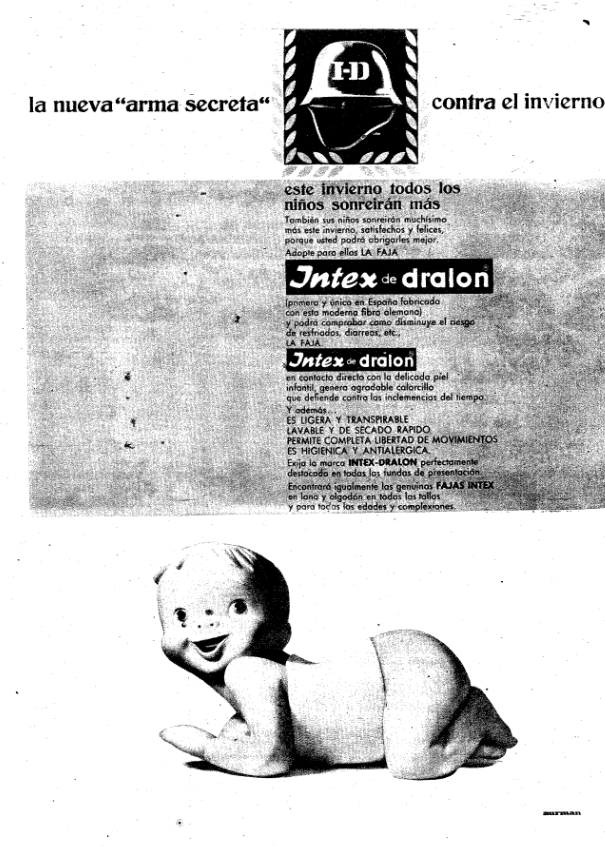 I-D
la nueva “arma secreta“ contra el invierno
este invierno todos los
niños sonreirán más
También sus niños sonreirán muchísimo
más este invierno, satisfechos y felices,
porque usted podrá abrigarles mejor.
Adopte para ellos LA FAJA
Intex de dralon
(primera y única en España fabricada
con esta moderna fibra alemana)
y podrá comprobar como disminuye el riesgo
de resfriados, diarreas, etc.,
LA FAJA
Intex de dralon
en contacto directo con la delicada piel
infantil, genera agradable calorcillo
que defiende contra las inclemencias del tiempo.
Y además...
ES LIGERA Y TRANSPIRABLE
LAVABLE Y DE SECADO RAPIDO
PERMITE COMPLETA LIBERTAD DE MOVIMIENTOS
ES HIGIENICA Y ANTIALERGICA.
Exija la marca INTEX-DRALON perfectamente
destacada en todas las fundas de presentación.
Encontrará igualmente las genuinas FAJAS INTEX
en lana y algodón en todas las tallas
y para todas las edades y complexiones.
aurman